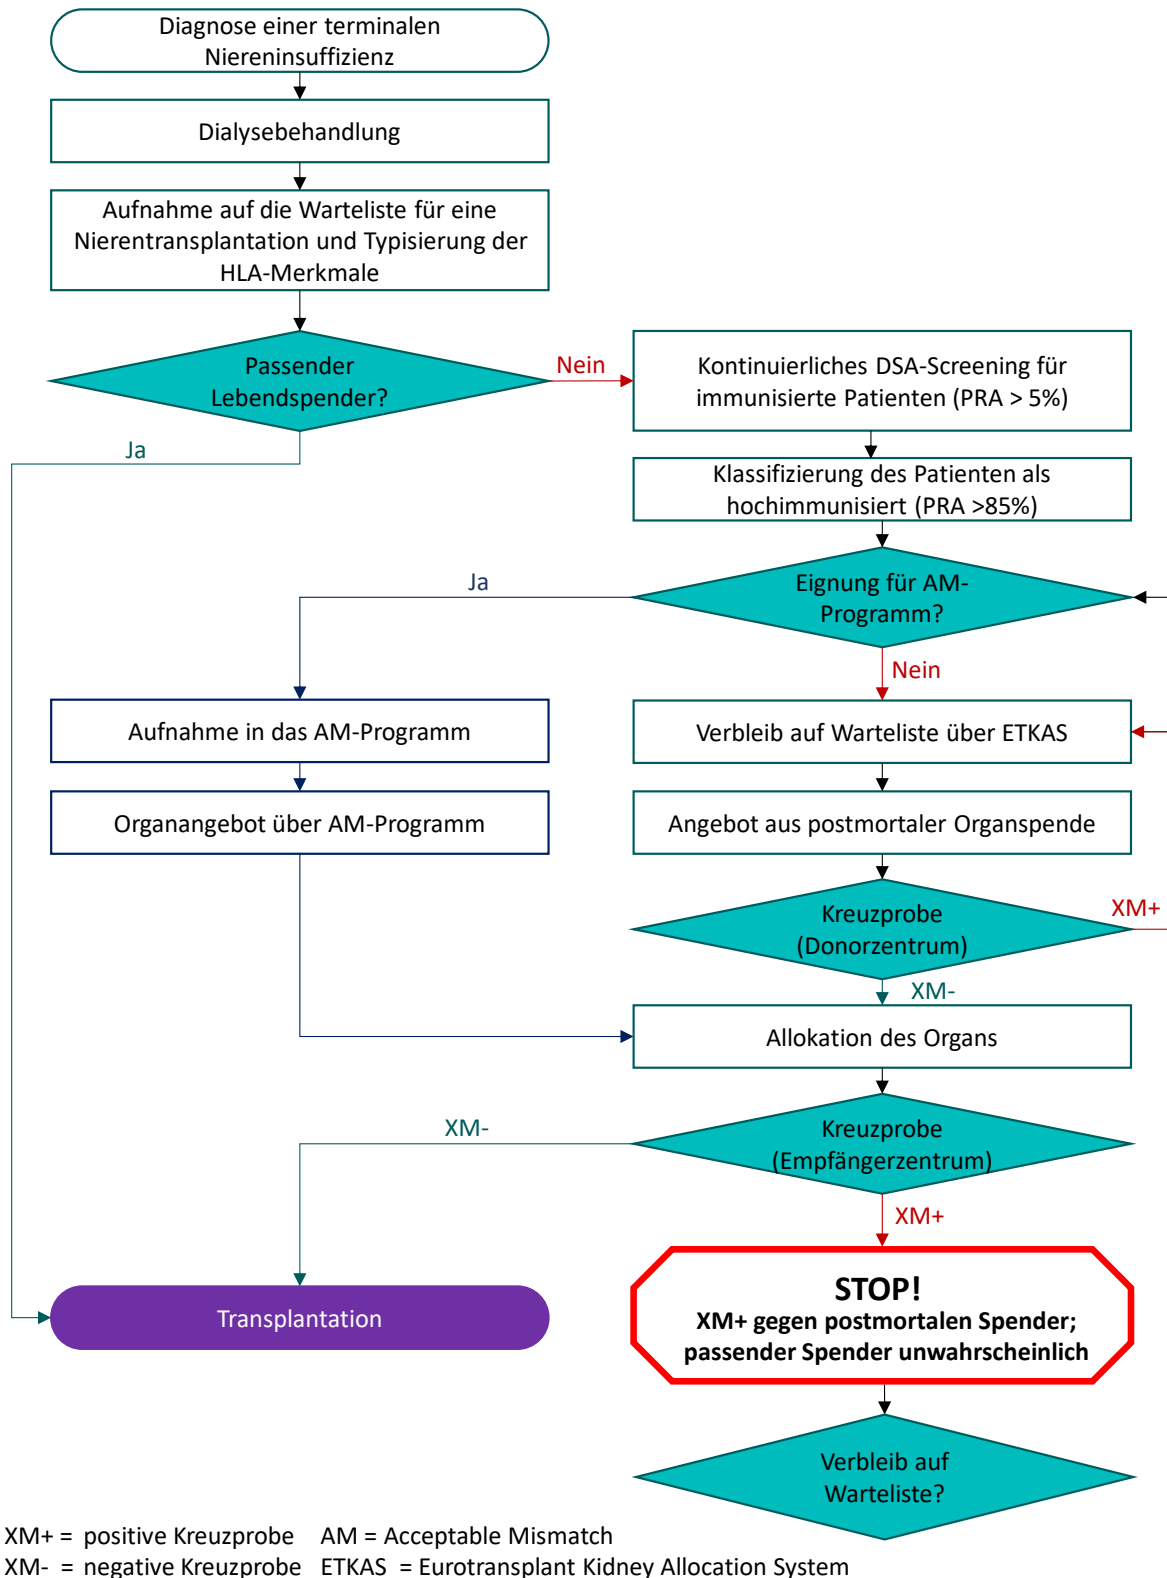 Diagnose einer terminalen
Niereninsuffizienz
Dialysebehandlung
Aufnahme auf die Warteliste für eine
Nierentransplantation und Typisierung der
HLA-Merkmale
Passender
Lebendspender?
Nein
Ja
Kontinuierliches DSA-Screening für
immunisierte Patienten (PRA > 5%)
Klassifizierung des Patienten als
hochimmunisiert (PRA >85%)
Eignung für AM-
Programm?
Ja
Nein
Aufnahme in das AM-Programm
Verbleib auf Warteliste über ETKAS
Organangebot über AM-Programm
Angebot aus postmortaler Organspende
Kreuzprobe
(Donorzentrum)
XM+
XM-
Allokation des Organs
Kreuzprobe
(Empfängerzentrum)
XM-
XM+
STOP!
XM+ gegen postmortalen Spender;
passender Spender unwahrscheinlich
Transplantation
Verbleib auf
Warteliste?
XM+ = positive Kreuzprobe AM = Acceptable Mismatch
XM- = negative Kreuzprobe ETKAS = Eurotransplant Kidney Allocation System